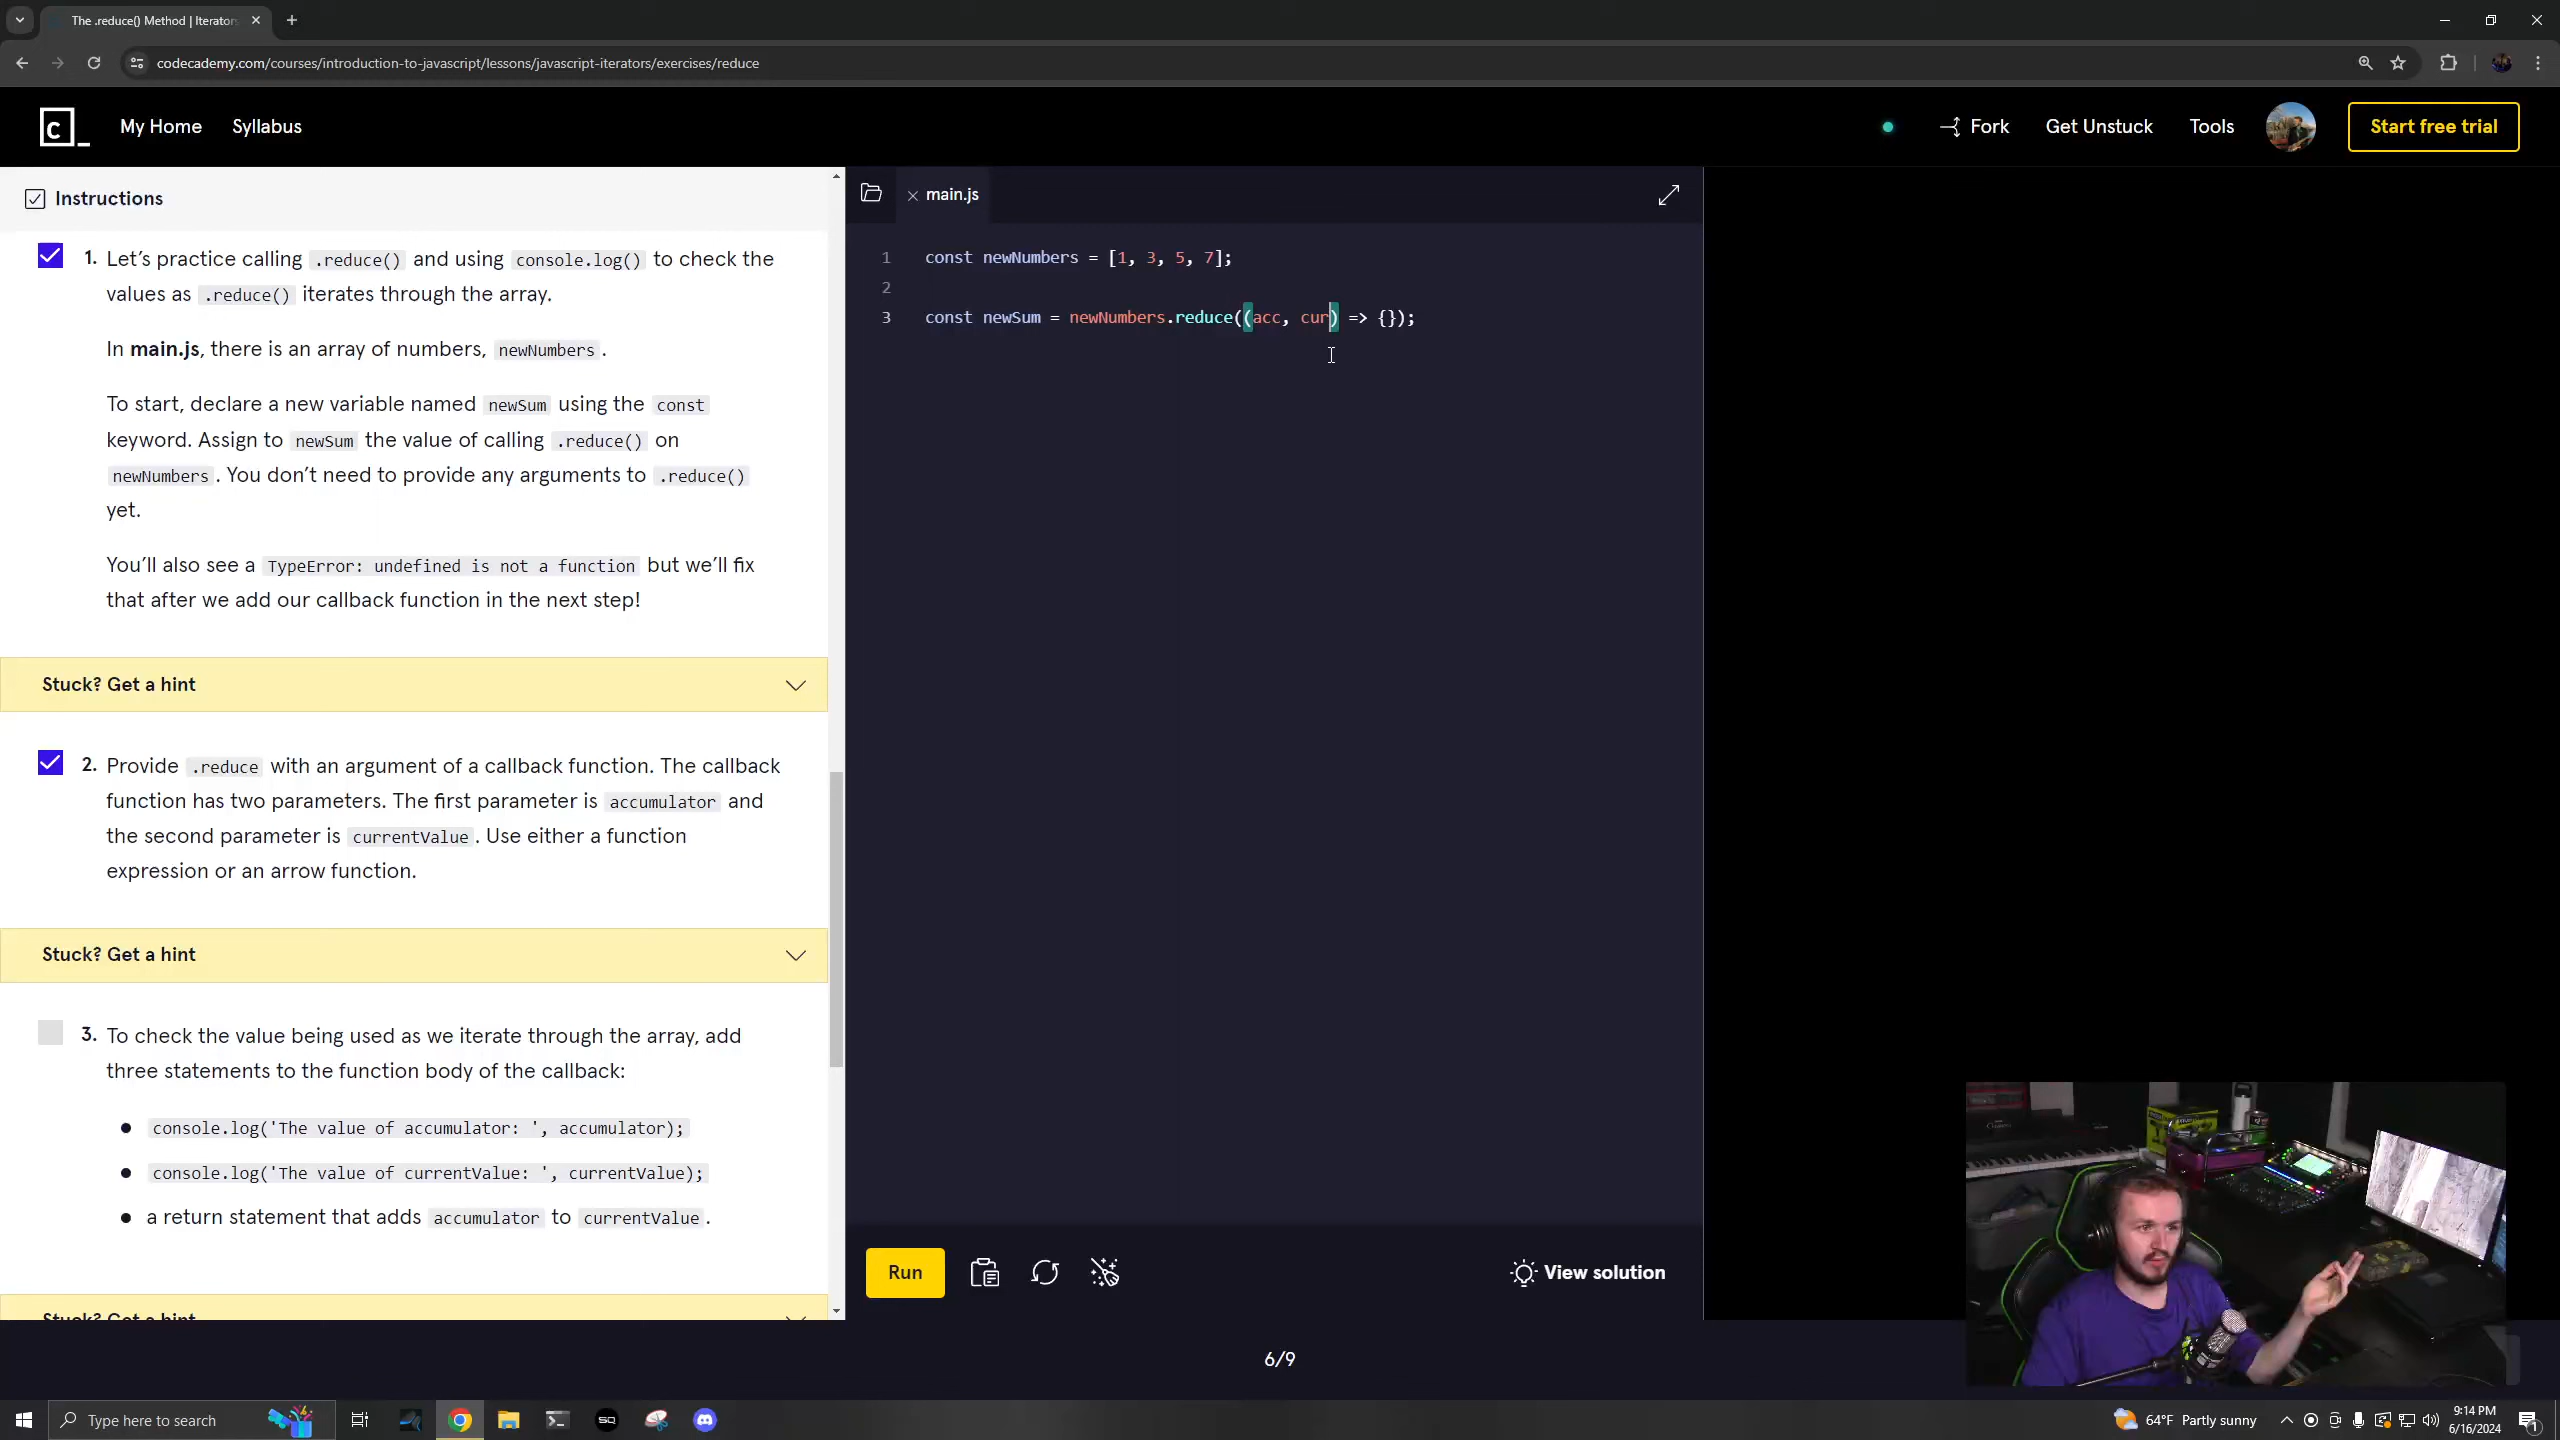 The .reduce() Method | Iterators
codecademy.com/courses/introduction-to-javascript/lessons/javascript-iterators/exercises/reduce
c_
My Home
Syllabus
Fork
Get Unstuck
Tools
Start free trial
Instructions
1. Let’s practice calling .reduce() and using console.log() to check the
values as .reduce() iterates through the array.
In main.js, there is an array of numbers, newNumbers.
To start, declare a new variable named newSum using the const
keyword. Assign to newSum the value of calling .reduce() on
newNumbers. You don’t need to provide any arguments to .reduce()
yet.
You’ll also see a TypeError: undefined is not a function but we’ll fix
that after we add our callback function in the next step!
Stuck? Get a hint
2. Provide .reduce with an argument of a callback function. The callback
function has two parameters. The first parameter is accumulator and
the second parameter is currentValue. Use either a function
expression or an arrow function.
Stuck? Get a hint
3. To check the value being used as we iterate through the array, add
three statements to the function body of the callback:
console.log('The value of accumulator: ', accumulator);
console.log('The value of currentValue: ', currentValue);
a return statement that adds accumulator to currentValue.
Stuck? Get a hint
main.js
1 const newNumbers = [1, 3, 5, 7];
2
3 const newSum = newNumbers.reduce((acc, cur) => {});
Run
View solution
6/9
Type here to search
SQ
64°F Partly sunny
9:14 PM
6/16/2024
1